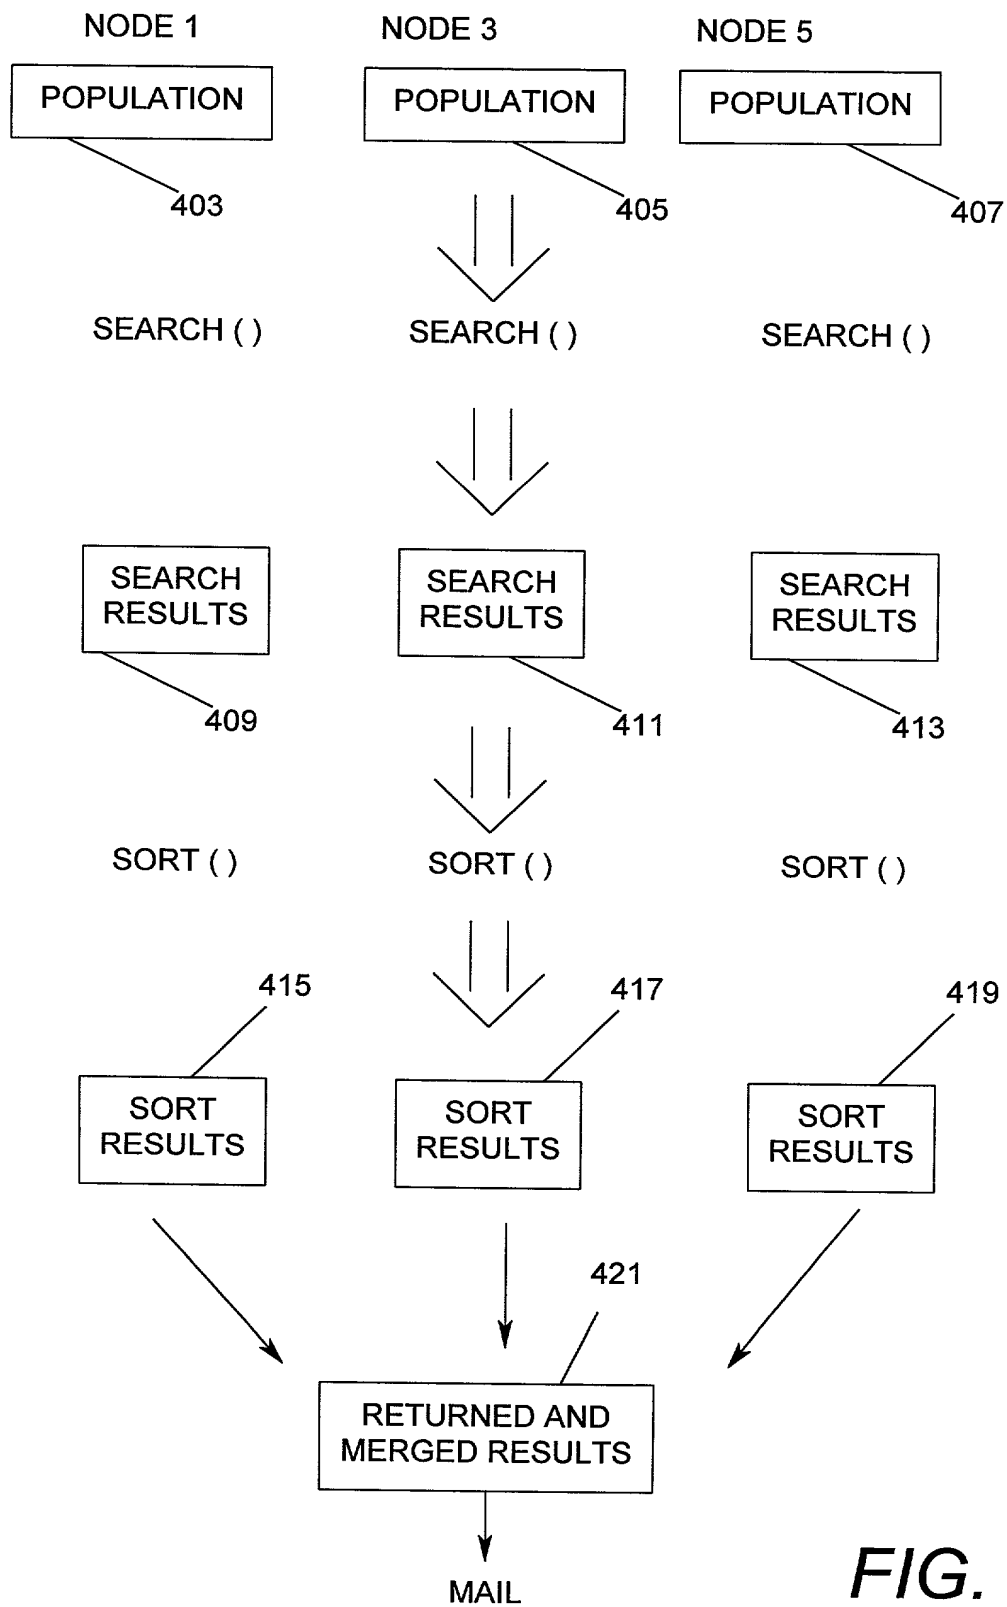 NODE 1
NODE 3
NODE 5
POPULATION
POPULATION
POPULATION
403
405
407
SEARCH ( )
SEARCH ( )
SEARCH ( )
SEARCH
RESULTS
SEARCH
RESULTS
SEARCH
RESULTS
409
411
413
SORT ( )
SORT ( )
SORT ( )
415
417
419
SORT
RESULTS
SORT
RESULTS
SORT
RESULTS
421
RETURNED AND
MERGED RESULTS
MAIL
FIG.